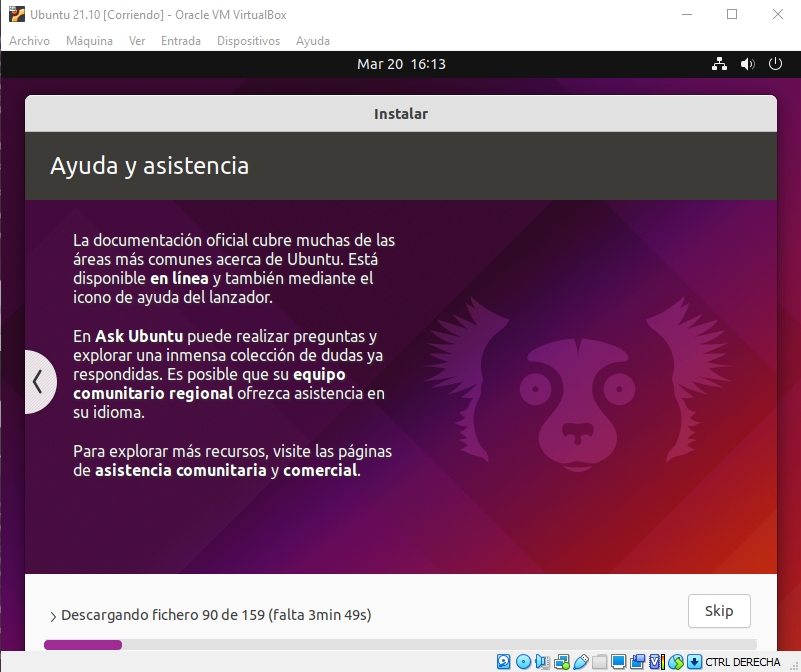 Ubuntu 21.10 [Corriendo] - Oracle VM VirtualBox
Archivo Máquina Ver Entrada Dispositivos Ayuda
Mar 20 16:13
Instalar
Ayuda y asistencia
La documentación oficial cubre muchas de las
áreas más comunes acerca de Ubuntu. Está
disponible en línea y también mediante el
icono de ayuda del lanzador.
En Ask Ubuntu puede realizar preguntas y
explorar una inmensa colección de dudas ya
respondidas. Es posible que su equipo
comunitario regional ofrezca asistencia en
su idioma.
Para explorar más recursos, visite las páginas
de asistencia comunitaria y comercial.
Descargando fichero 90 de 159 (falta 3min 49s)
Skip
CTRL DERECHA